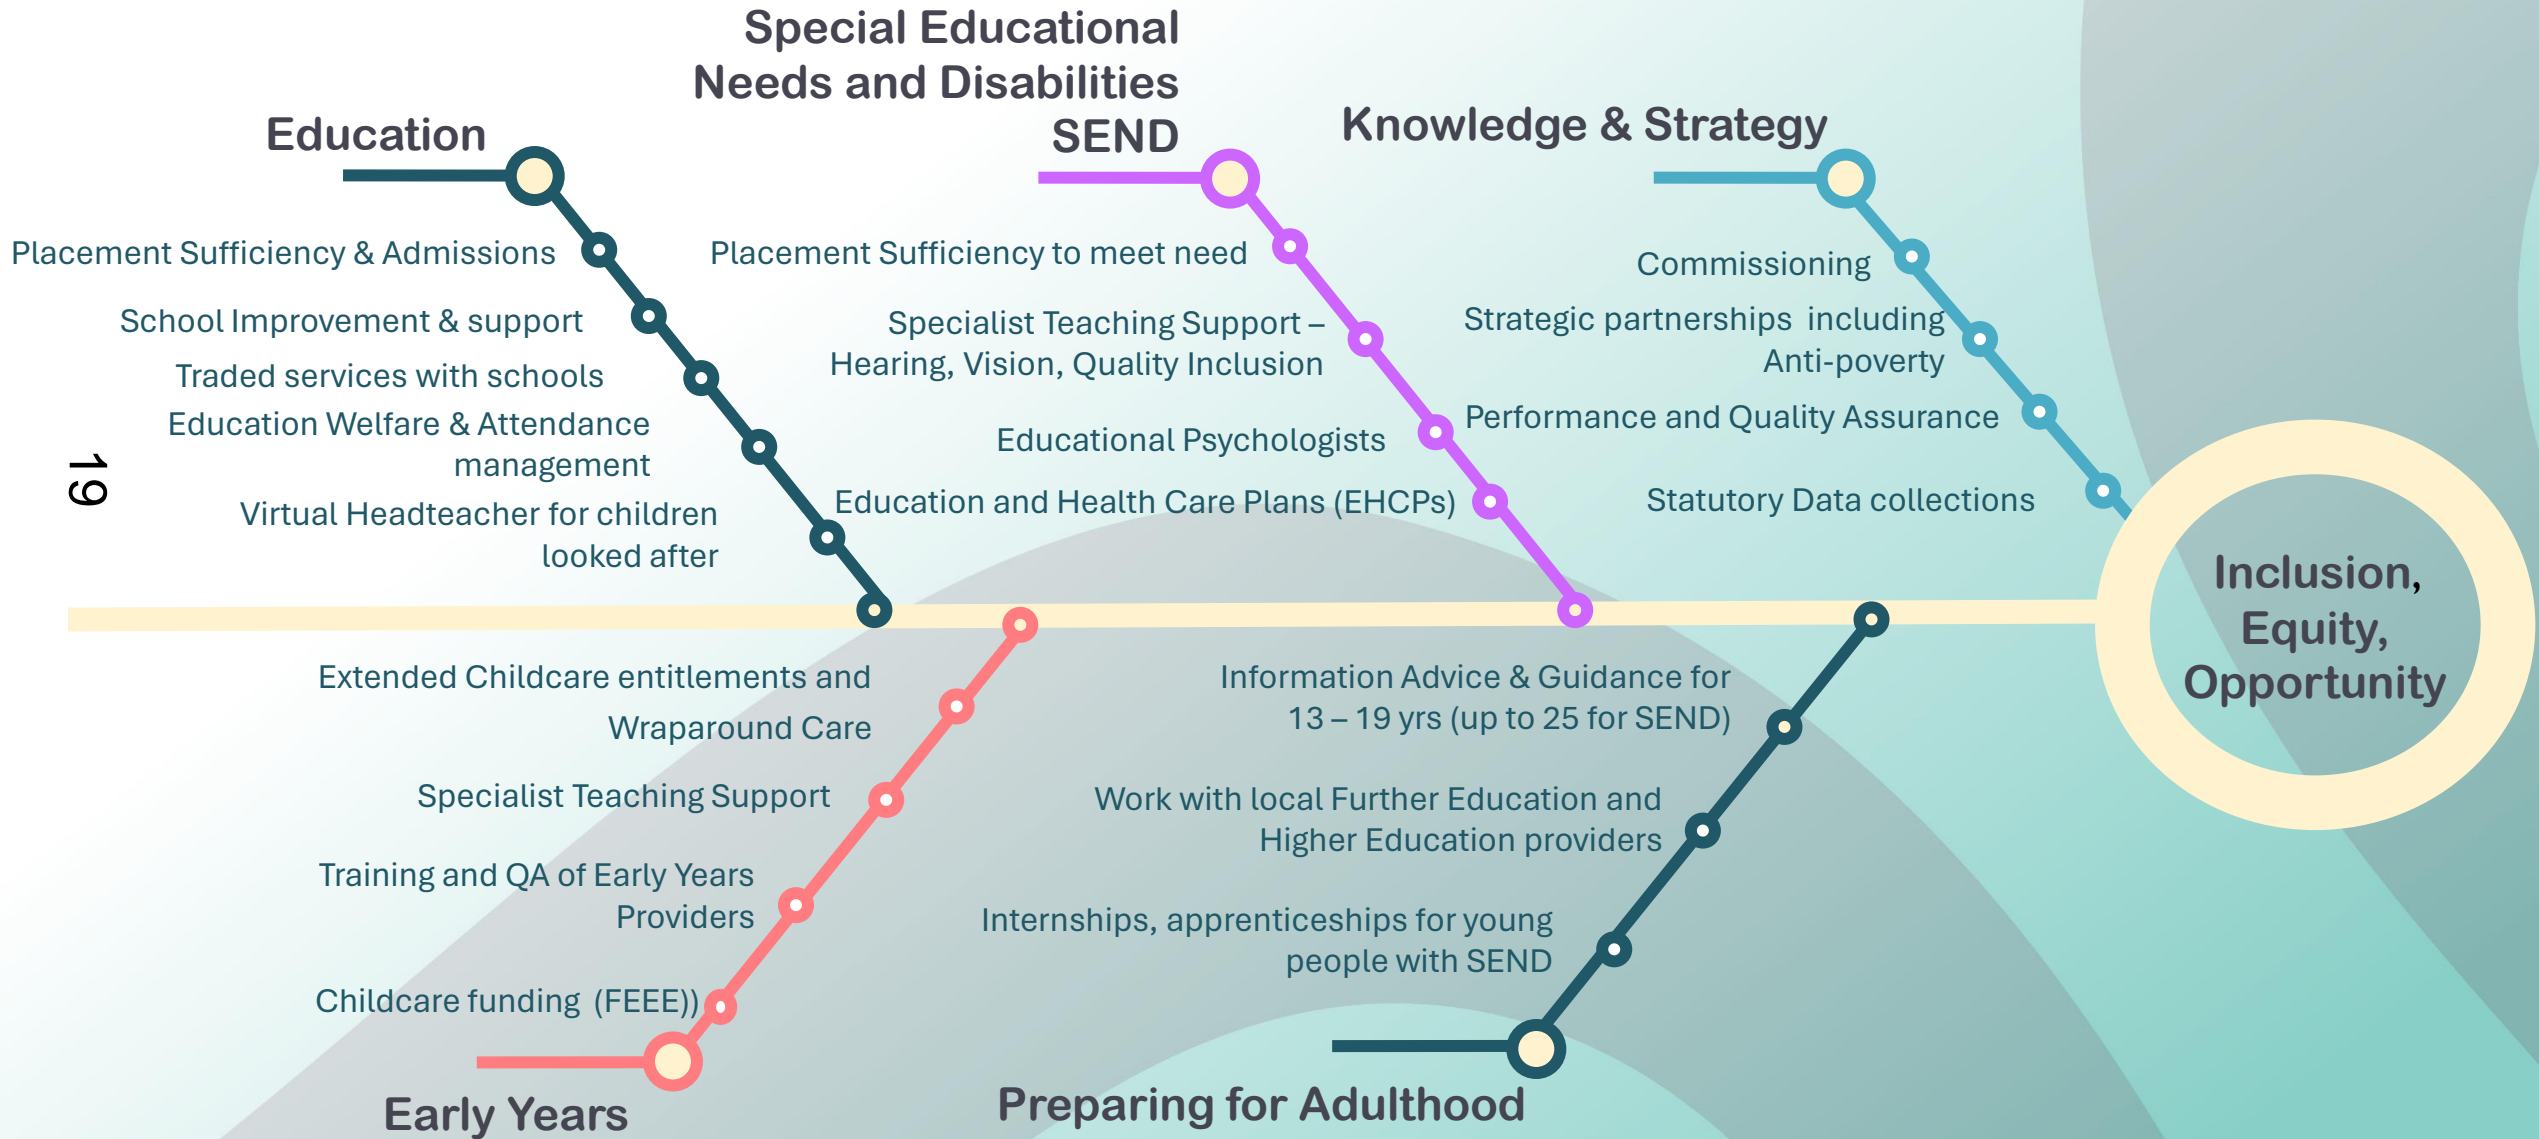 Education
Placement Sufficiency & Admissions
School Improvement & support
Traded services with schools
Education Welfare & Attendance
management
Virtual Headteacher for children
looked after
Special Educational
Needs and Disabilities
SEND
Placement Sufficiency to meet need
Specialist Teaching Support –
Hearing, Vision, Quality Inclusion
Educational Psychologists
Education and Health Care Plans (EHCPs)
Knowledge & Strategy
Commissioning
Strategic partnerships including
Anti-poverty
Performance and Quality Assurance
Statutory Data collections
19
Inclusion,
Equity,
Opportunity
Extended Childcare entitlements and
Wraparound Care
Specialist Teaching Support
Training and QA of Early Years
Providers
Childcare funding (FEEE))
Early Years
Information Advice & Guidance for
13 – 19 yrs (up to 25 for SEND)
Work with local Further Education and
Higher Education providers
Internships, apprenticeships for young
people with SEND
Preparing for Adulthood